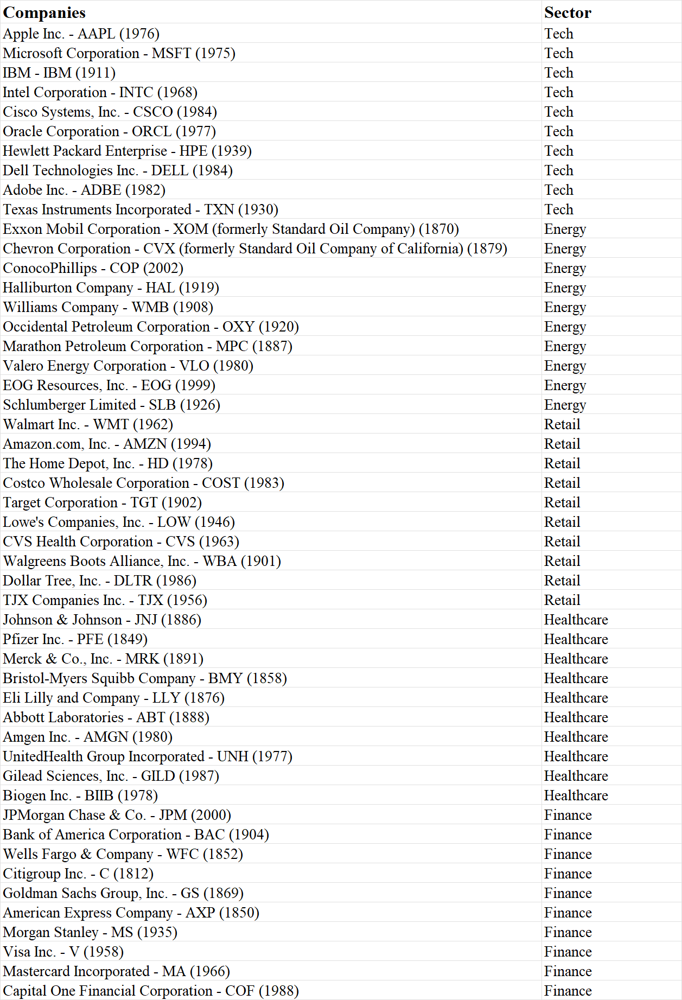 Companies Sector
Apple Inc. - AAPL (1976) Tech
Microsoft Corporation - MSFT (1975) Tech
IBM - IBM (1911) Tech
Intel Corporation - INTC (1968) Tech
Cisco Systems, Inc. - CSCO (1984) Tech
Oracle Corporation - ORCL (1977) Tech
Hewlett Packard Enterprise - HPE (1939) Tech
Dell Technologies Inc. - DELL (1984) Tech
Adobe Inc. - ADBE (1982) Tech
Texas Instruments Incorporated - TXN (1930) Tech
Exxon Mobil Corporation - XOM (formerly Standard Oil Company) (1870) Energy
Chevron Corporation - CVX (formerly Standard Oil Company of California) (1879) Energy
ConocoPhillips - COP (2002) Energy
Halliburton Company - HAL (1919) Energy
Williams Company - WMB (1908) Energy
Occidental Petroleum Corporation - OXY (1920) Energy
Marathon Petroleum Corporation - MPC (1887) Energy
Valero Energy Corporation - VLO (1980) Energy
EOG Resources, Inc. - EOG (1999) Energy
Schlumberger Limited - SLB (1926) Energy
Walmart Inc. - WMT (1962) Retail
Amazon.com, Inc. - AMZN (1994) Retail
The Home Depot, Inc. - HD (1978) Retail
Costco Wholesale Corporation - COST (1983) Retail
Target Corporation - TGT (1902) Retail
Lowe's Companies, Inc. - LOW (1946) Retail
CVS Health Corporation - CVS (1963) Retail
Walgreens Boots Alliance, Inc. - WBA (1901) Retail
Dollar Tree, Inc. - DLTR (1986) Retail
TJX Companies Inc. - TJX (1956) Retail
Johnson & Johnson - JNJ (1886) Healthcare
Pfizer Inc. - PFE (1849) Healthcare
Merck & Co., Inc. - MRK (1891) Healthcare
Bristol-Myers Squibb Company - BMY (1858) Healthcare
Eli Lilly and Company - LLY (1876) Healthcare
Abbott Laboratories - ABT (1888) Healthcare
Amgen Inc. - AMGN (1980) Healthcare
UnitedHealth Group Incorporated - UNH (1977) Healthcare
Gilead Sciences, Inc. - GILD (1987) Healthcare
Biogen Inc. - BIIB (1978) Healthcare
JPMorgan Chase & Co. - JPM (2000) Finance
Bank of America Corporation - BAC (1904) Finance
Wells Fargo & Company - WFC (1852) Finance
Citigroup Inc. - C (1812) Finance
Goldman Sachs Group, Inc. - GS (1869) Finance
American Express Company - AXP (1850) Finance
Morgan Stanley - MS (1935) Finance
Visa Inc. - V (1958) Finance
Mastercard Incorporated - MA (1966) Finance
Capital One Financial Corporation - COF (1988) Finance